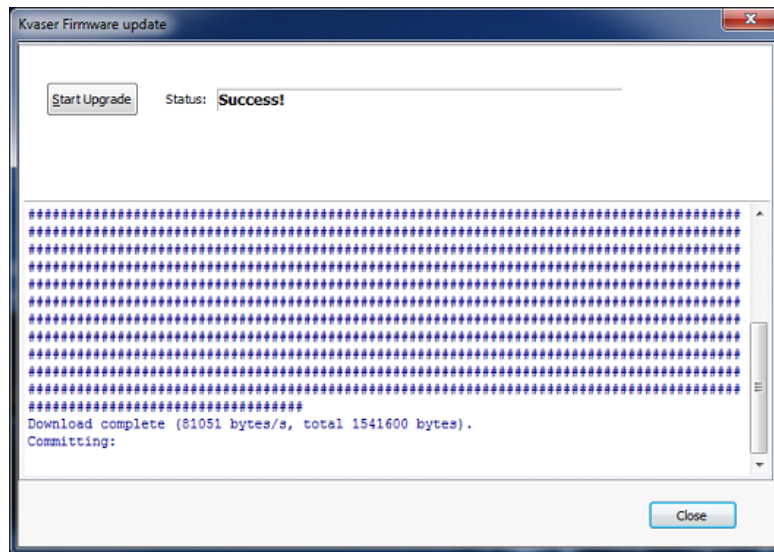 Kvaser Firmware update
Start Upgrade Status: Success!
########################################################################################
########################################################################################
########################################################################################
########################################################################################
########################################################################################
########################################################################################
########################################################################################
########################################################################################
########################################################################################
########################################################################################
########################################################################################
##################################
Download complete (81051 bytes/s, total 1541600 bytes).
Committing:
Close